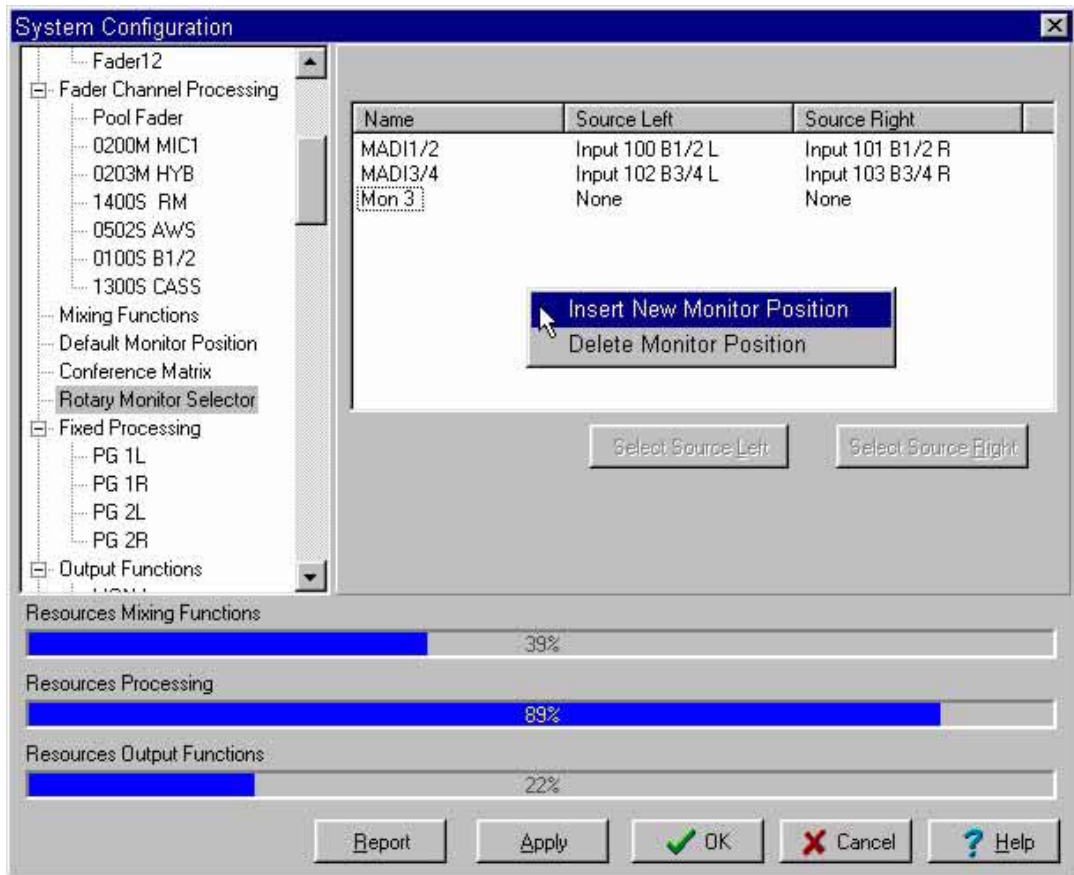 System Configuration
Fader12
Fader Channel Processing
Pool Fader
0200M MIC1
0203M HYB
1400S RM
0502S AWS
0100S B1/2
1300S CASS
Mixing Functions
Default Monitor Position
Conference Matrix
Rotary Monitor Selector
Fixed Processing
PG 1L
PG 1R
PG 2L
PG 2R
Output Functions
Name Source Left Source Right
MADI1/2 Input 100 B1/2 L Input 101 B1/2 R
MADI3/4 Input 102 B3/4 L Input 103 B3/4 R
Mon 3 None None
Insert New Monitor Position
Delete Monitor Position
Select Source Left Select Source Right
Resources Mixing Functions
39%
Resources Processing
89%
Resources Output Functions
22%
Report Apply OK Cancel Help